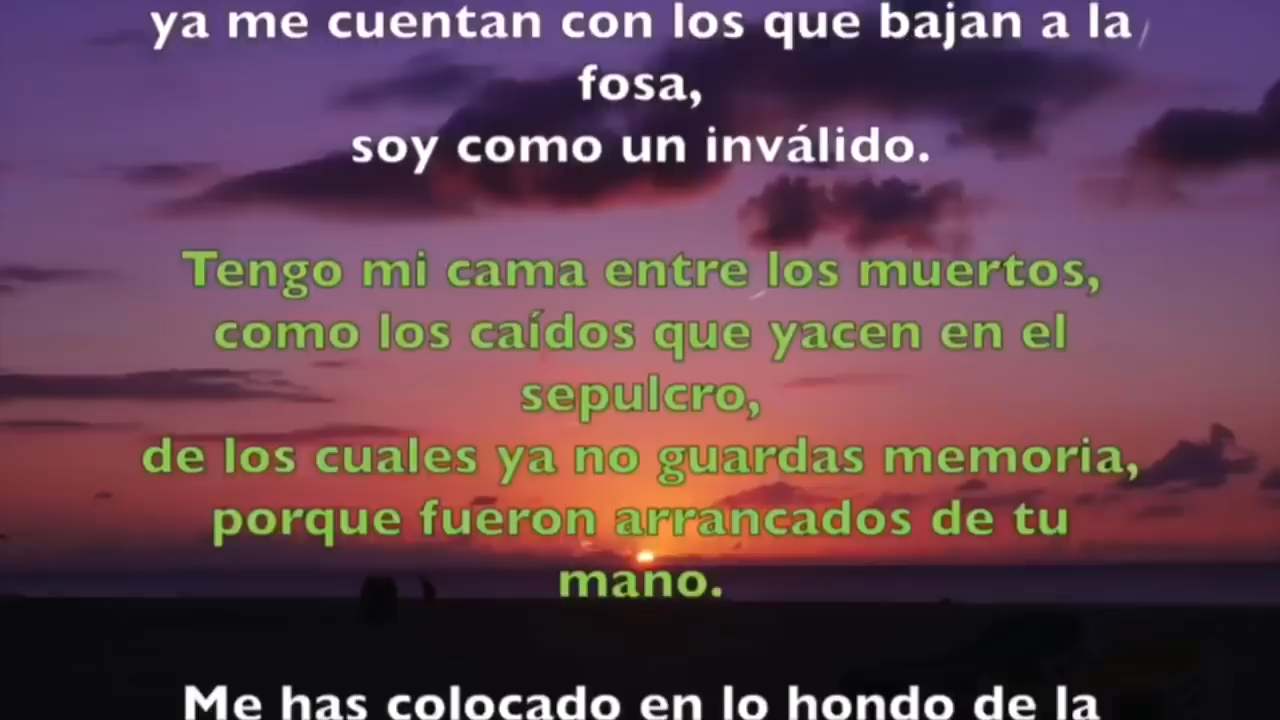 ya me cuentan con los que bajan a la
fosa,
soy como un inválido.
Tengo mi cama entre los muertos,
como los caídos que yacen en el
sepulcro,
de los cuales ya no guardas memoria,
porque fueron arrancados de tu
mano.
Me has colocado en lo hondo de la